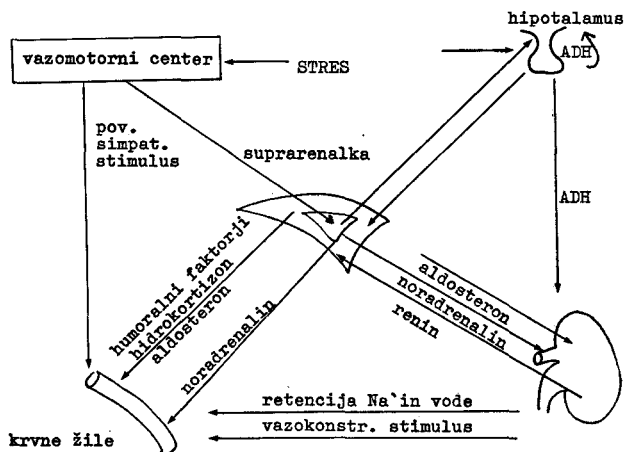 hipotalamus
vazomotorni center
STRES
ADH
pov.
simpat.
stimulus
suprarenalka
ADH
humoralni faktorji
hidrokortizon
aldosteron
noradrenalin
aldosteron
noradrenalin
renin
retencija Na`in vode
vazokonstr. stimulus
krvne žile